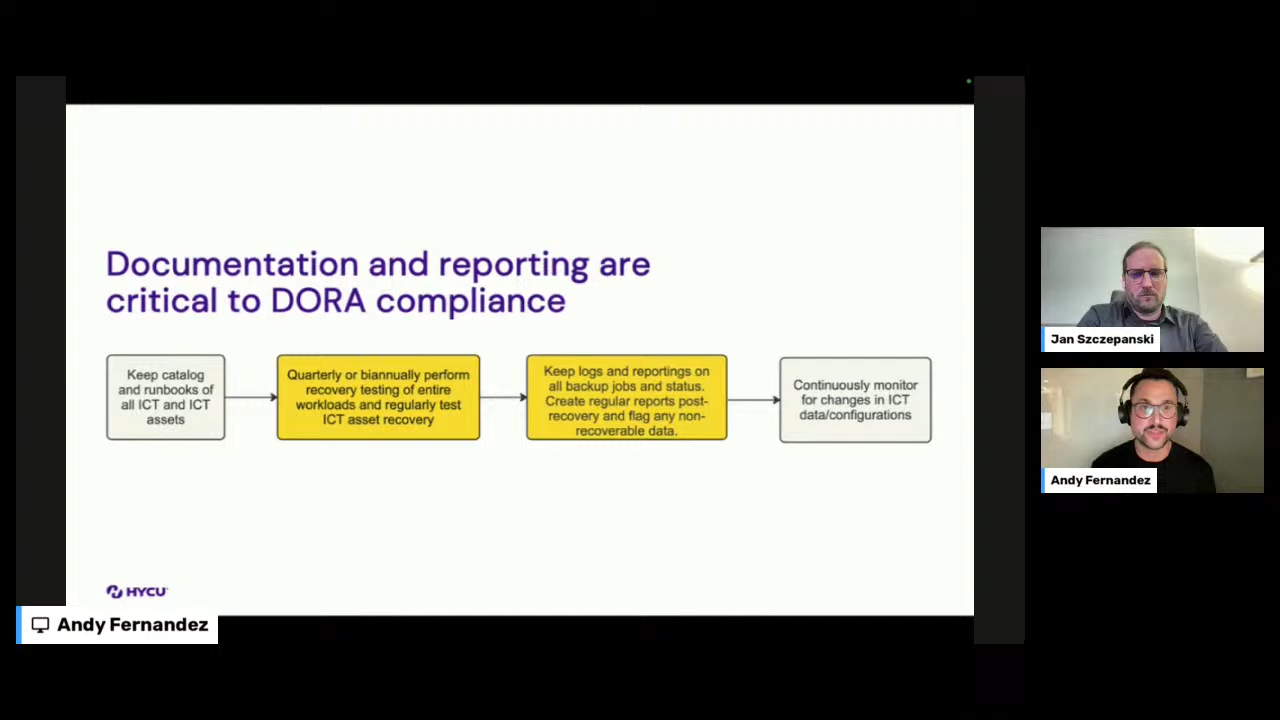 Documentation and reporting are
critical to DORA compliance
Keep catalog
and runbooks of
all ICT and ICT
assets
Quarterly or biannually perform
recovery testing of entire
workloads and regularly test
ICT asset recovery
Keep logs and reportings on
all backup jobs and status.
Create regular reports post-
recovery and flag any non-
recoverable data.
Continuously monitor
for changes in ICT
data/configurations
HYCU
Andy Fernandez
Jan Szczepanski
Andy Fernandez